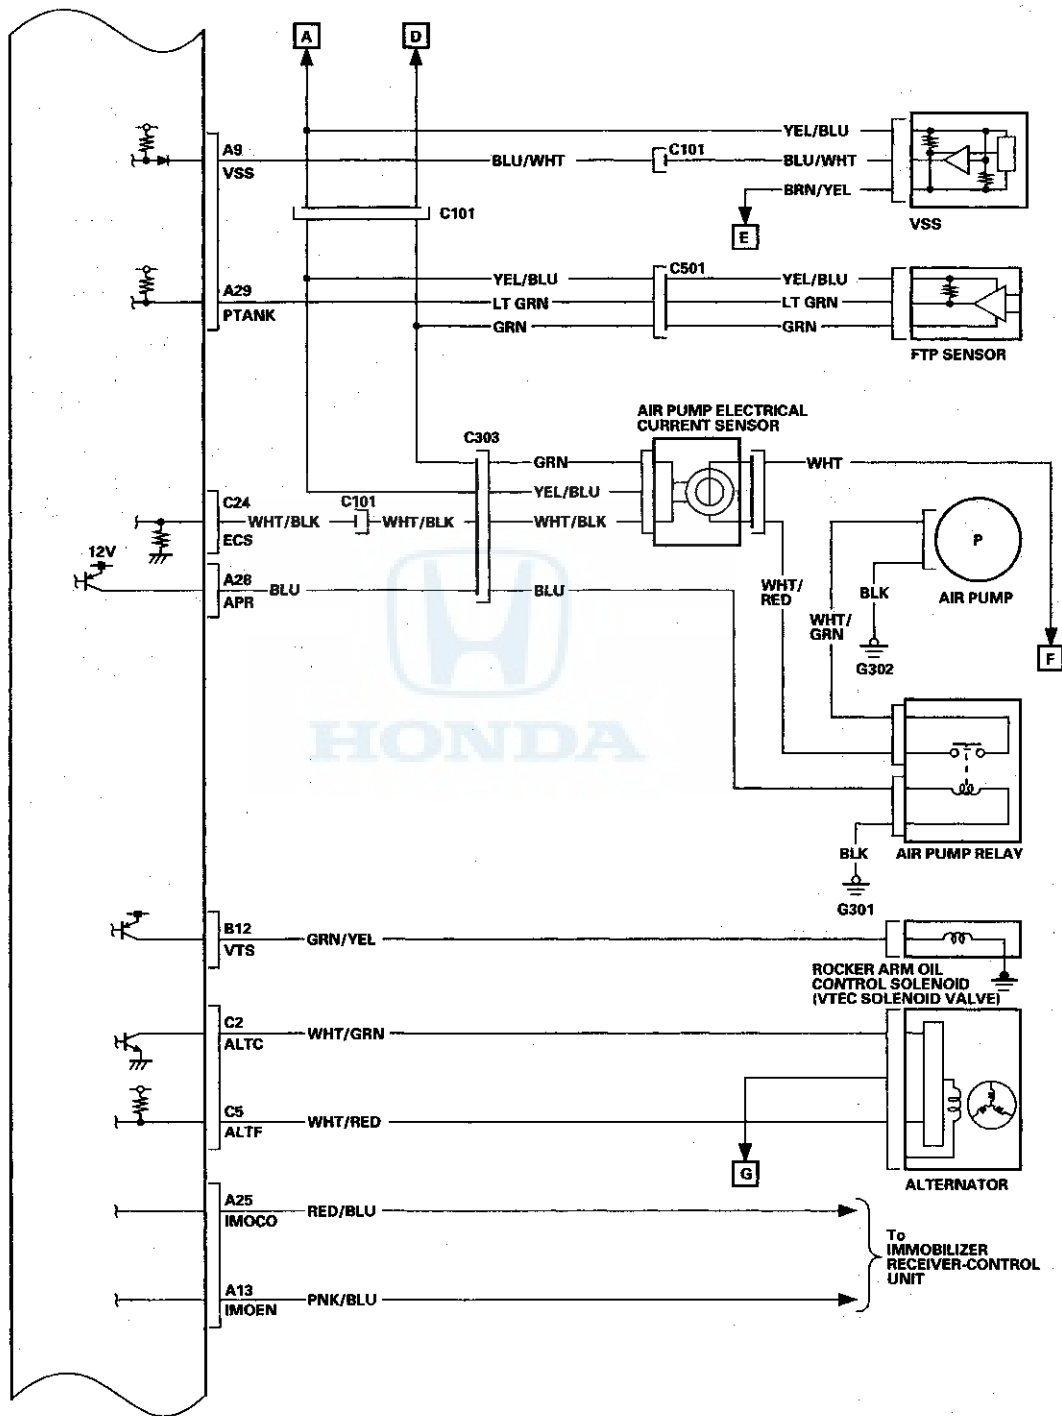 A
D
YEL/BLU
A9
VSS
BLU/WHT
C101
BLU/WHT
BRN/YEL
VSS
C101
E
YEL/BLU
C501
YEL/BLU
A29
PTANK
LT GRN
LT GRN
GRN
GRN
FTP SENSOR
AIR PUMP ELECTRICAL
CURRENT SENSOR
C303
GRN
WHT
YEL/BLU
C24
ECS
WHT/BLK
C101
WHT/BLK
WHT/BLK
P
AIR PUMP
12V
A28
APR
BLU
BLU
WHT/
RED
BLK
WHT/
GRN
G302
F
HONDA
BLK
AIR PUMP RELAY
G301
B12
VTS
GRN/YEL
ROCKER ARM OIL
CONTROL SOLENOID
(VTEC SOLENOID VALVE)
C2
ALTC
WHT/GRN
C5
ALTF
WHT/RED
G
ALTERNATOR
A25
IMOCO
RED/BLU
To
IMMOBILIZER
RECEIVER-CONTROL
UNIT
A13
IMOEN
PNK/BLU